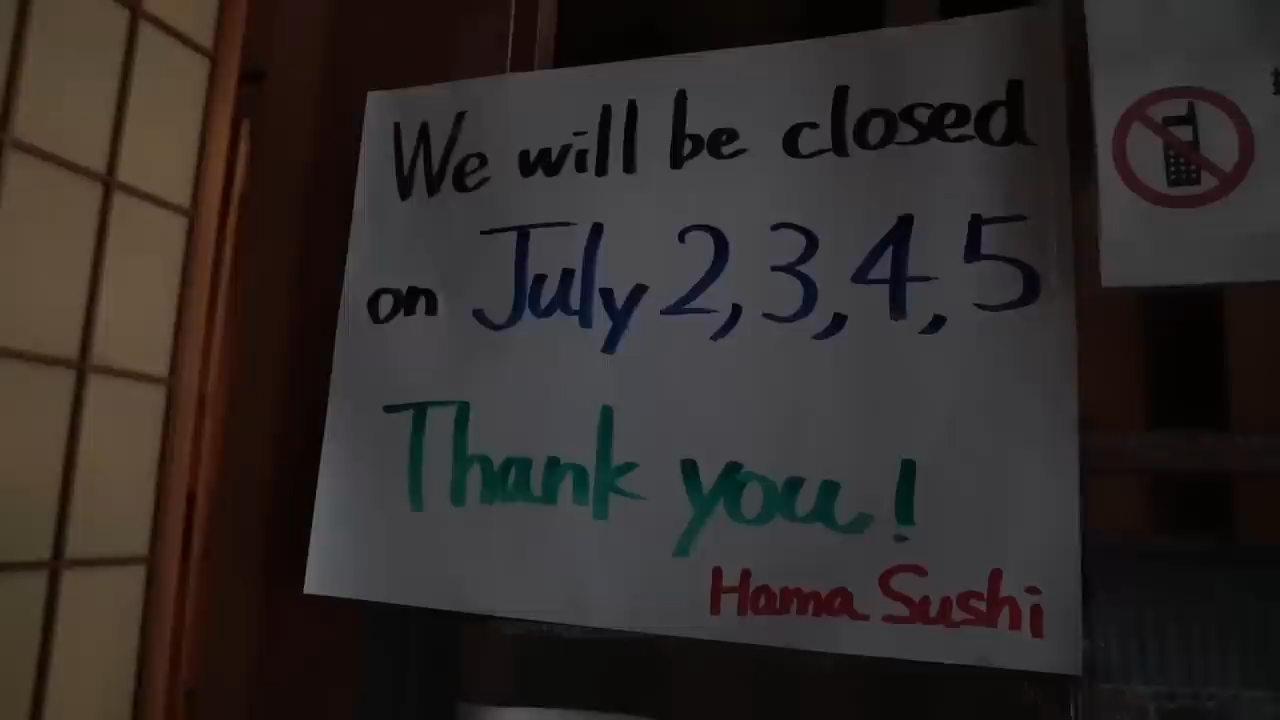 We will be closed
on July 2, 3, 4, 5
Thank you!
Hama Sushi